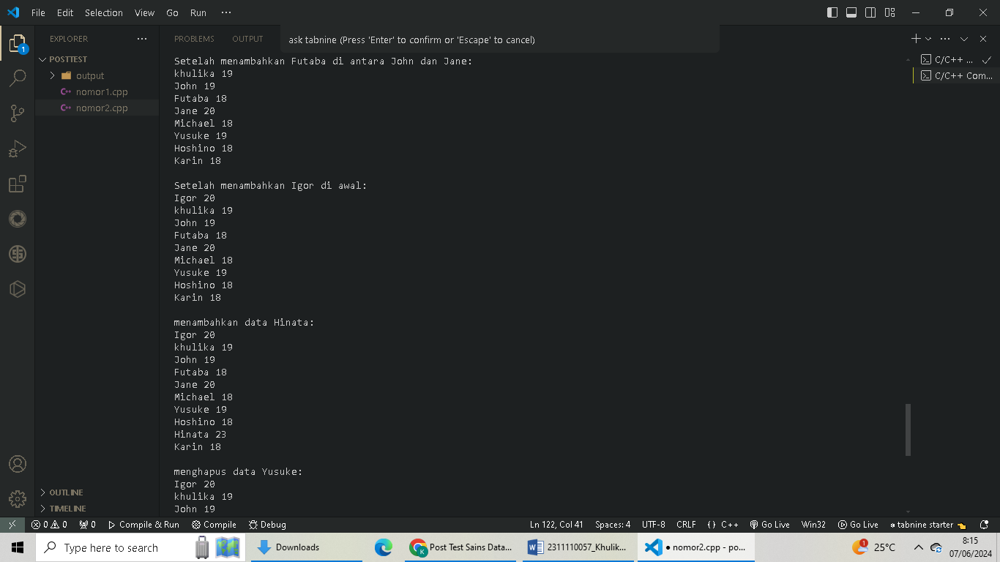 File Edit Selection View Go Run ···
EXPLORER ···
POSTTEST
output
nomor1.cpp
nomor2.cpp
OUTLINE
TIMELINE
1
PROBLEMS OUTPUT
ask tabnine (Press 'Enter' to confirm or 'Escape' to cancel)
C/C++ ...
C/C++ Com...
Setelah menambahkan Futaba di antara John dan Jane:
khulika 19
John 19
Futaba 18
Jane 20
Michael 18
Yusuke 19
Hoshino 18
Karin 18
Setelah menambahkan Igor di awal:
Igor 20
khulika 19
John 19
Futaba 18
Jane 20
Michael 18
Yusuke 19
Hoshino 18
Karin 18
menambahkan data Hinata:
Igor 20
khulika 19
John 19
Futaba 18
Jane 20
Michael 18
Yusuke 19
Hoshino 18
Hinata 23
Karin 18
menghapus data Yusuke:
Igor 20
khulika 19
John 19
0 0 0 Compile & Run Compile Debug Ln 122, Col 41 Spaces: 4 UTF-8 CRLF {} C++ Go Live Win32 Go Live tabnine starter
Type here to search Downloads Post Test Sains Data... 2311110057_Khulik... ● nomor2.cpp - po... 1 25°C 8:15
07/06/2024